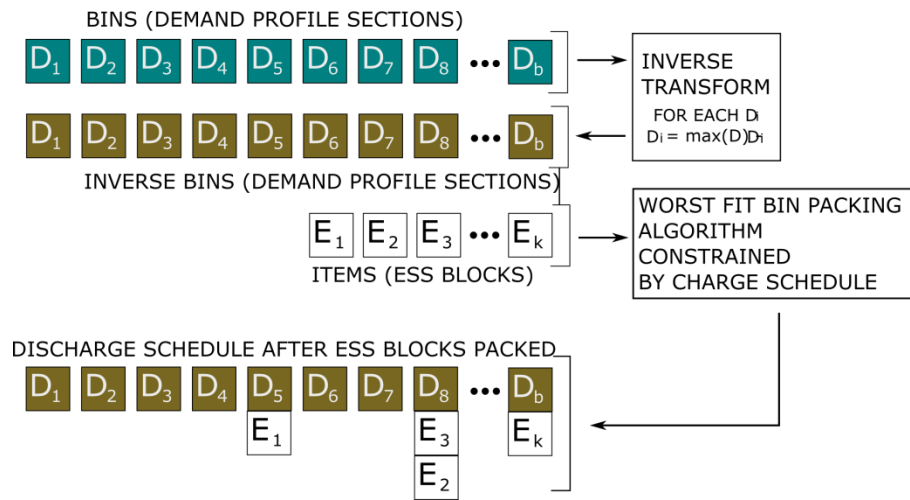 BINS (DEMAND PROFILE SECTIONS)
D1 D2 D3 D4 D5 D6 D7 D8 ••• Db
INVERSE
TRANSFORM
FOR EACH Di
Di = max(D)Di
D1 D2 D3 D4 D5 D6 D7 D8 ••• Db
INVERSE BINS (DEMAND PROFILE SECTIONS)
E1 E2 E3 ••• Ek
ITEMS (ESS BLOCKS)
WORST FIT BIN PACKING
ALGORITHM
CONSTRAINED
BY CHARGE SCHEDULE
DISCHARGE SCHEDULE AFTER ESS BLOCKS PACKED
D1 D2 D3 D4 D5 D6 D7 D8 ••• Db
E1 E3 Ek
E2